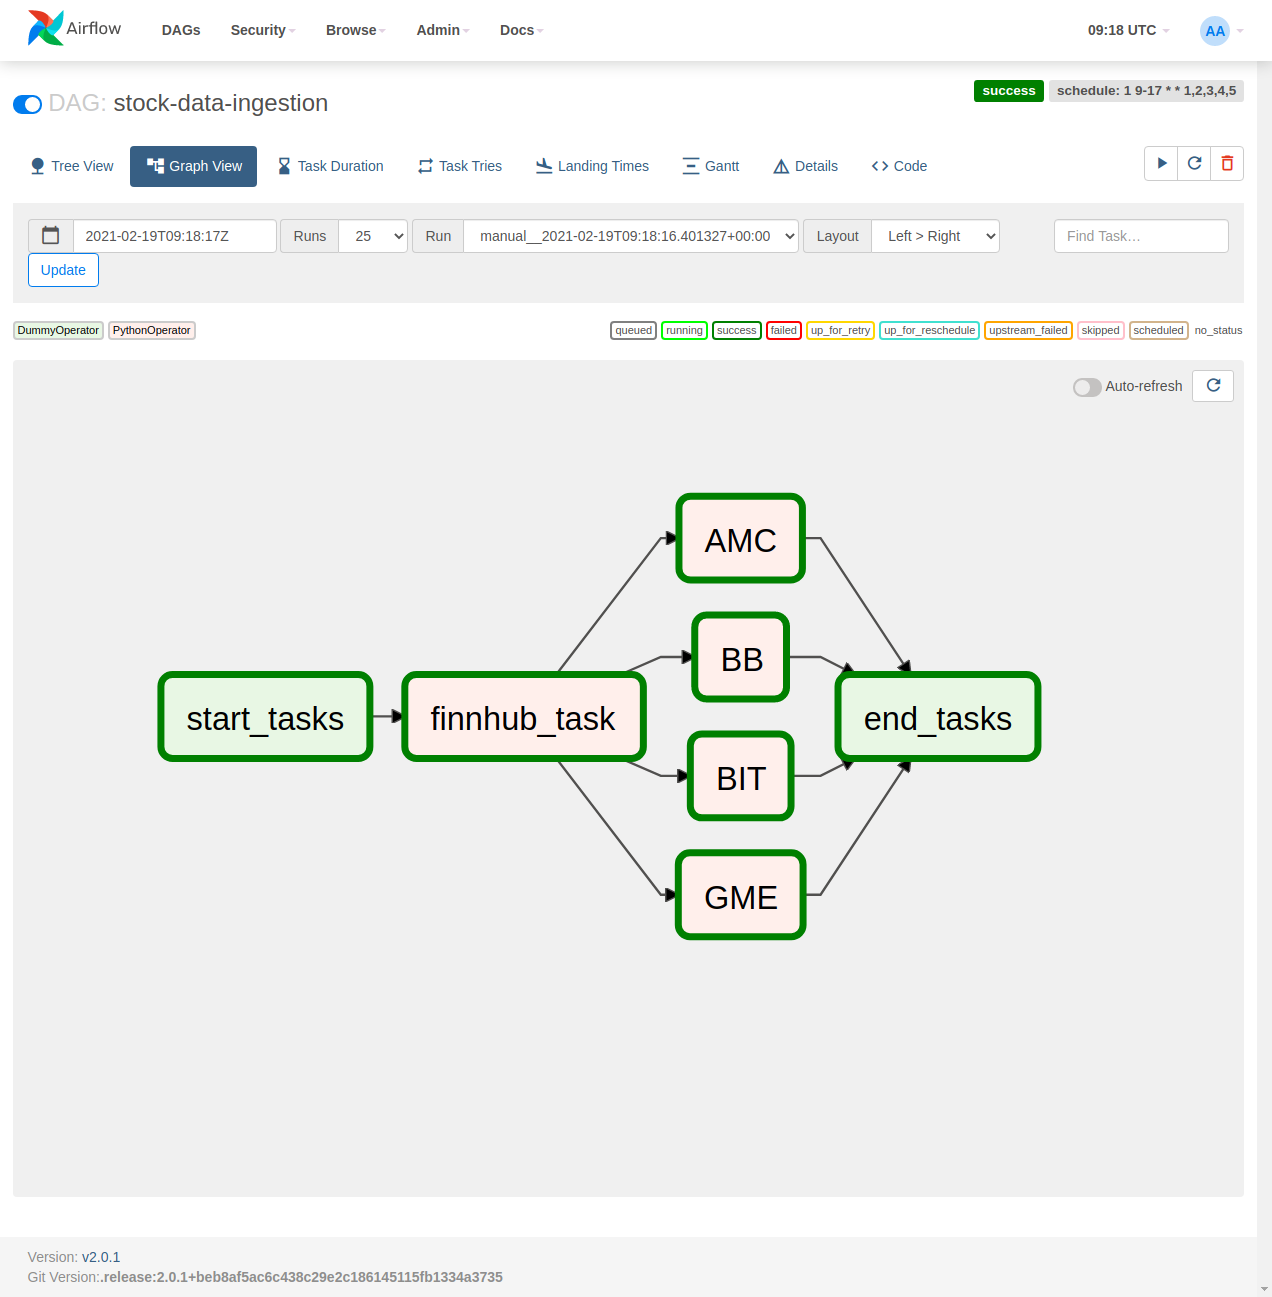 Airflow DAGs Security Browse Admin Docs 09:18 UTC AA
DAG: stock-data-ingestion success schedule: 1 9-17 * * 1,2,3,4,5
Tree View Graph View Task Duration Task Tries Landing Times Gantt Details Code
2021-02-19T09:18:17Z Runs 25 Run manual__2021-02-19T09:18:16.401327+00:00 Layout Left > Right Find Task...
Update
DummyOperator PythonOperator queued running success failed up_for_retry up_for_reschedule upstream_failed skipped scheduled no_status
Auto-refresh
AMC
BB
start_tasks finnhub_task end_tasks
BIT
GME
Version: v2.0.1
Git Version:.release:2.0.1+beb8af5ac6c438c29e2c186145115fb1334a3735